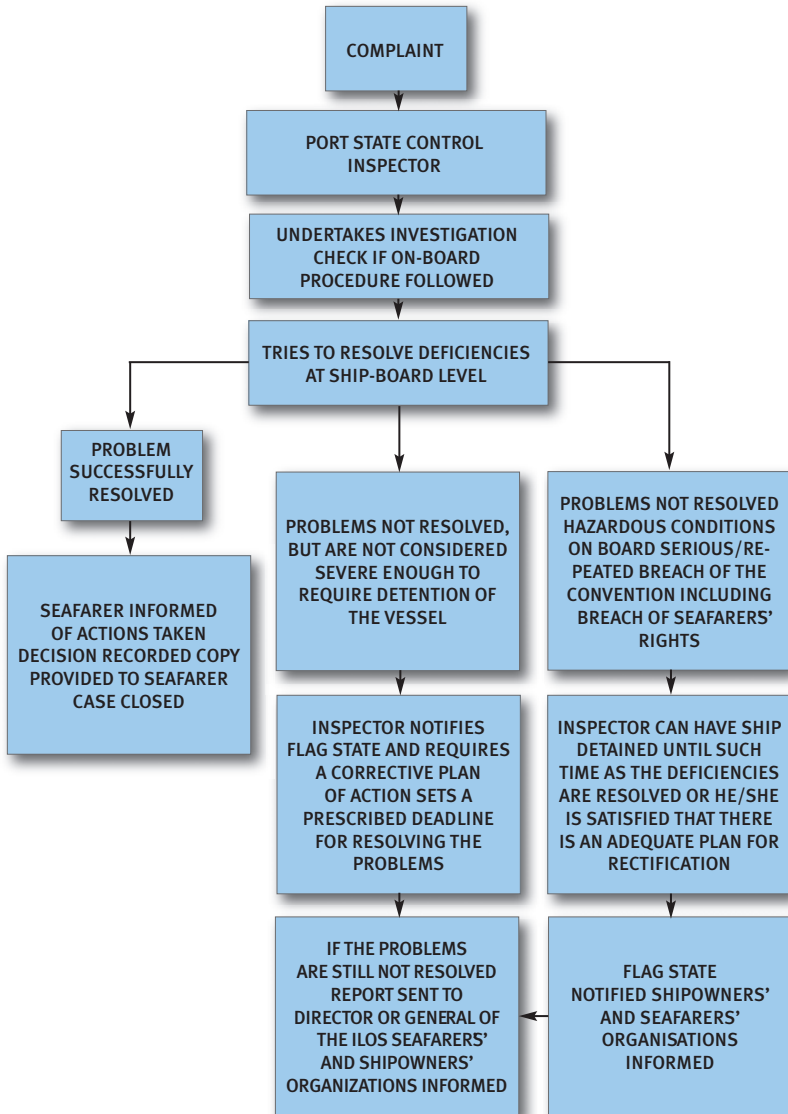 COMPLAINT
PORT STATE CONTROL
INSPECTOR
UNDERTAKES INVESTIGATION
CHECK IF ON-BOARD
PROCEDURE FOLLOWED
TRIES TO RESOLVE DEFICIENCIES
AT SHIP-BOARD LEVEL
PROBLEM
SUCCESSFULLY
RESOLVED
SEAFARER INFORMED
OF ACTIONS TAKEN
DECISION RECORDED COPY
PROVIDED TO SEAFARER
CASE CLOSED
PROBLEMS NOT RESOLVED,
BUT ARE NOT CONSIDERED
SEVERE ENOUGH TO
REQUIRE DETENTION OF
THE VESSEL
INSPECTOR NOTIFIES
FLAG STATE AND REQUIRES
A CORRECTIVE PLAN
OF ACTION SETS A
PRESCRIBED DEADLINE
FOR RESOLVING THE
PROBLEMS
IF THE PROBLEMS
ARE STILL NOT RESOLVED
REPORT SENT TO
DIRECTOR OR GENERAL OF
THE ILOS SEAFARERS’
AND SHIPOWNERS’
ORGANIZATIONS INFORMED
PROBLEMS NOT RESOLVED
HAZARDOUS CONDITIONS
ON BOARD SERIOUS/RE-
PEATED BREACH OF THE
CONVENTION INCLUDING
BREACH OF SEAFARERS’
RIGHTS
INSPECTOR CAN HAVE SHIP
DETAINED UNTIL SUCH
TIME AS THE DEFICIENCIES
ARE RESOLVED OR HE/SHE
IS SATISFIED THAT THERE
IS AN ADEQUATE PLAN FOR
RECTIFICATION
FLAG STATE
NOTIFIED SHIPOWNERS’
AND SEAFARERS’
ORGANISATIONS
INFORMED